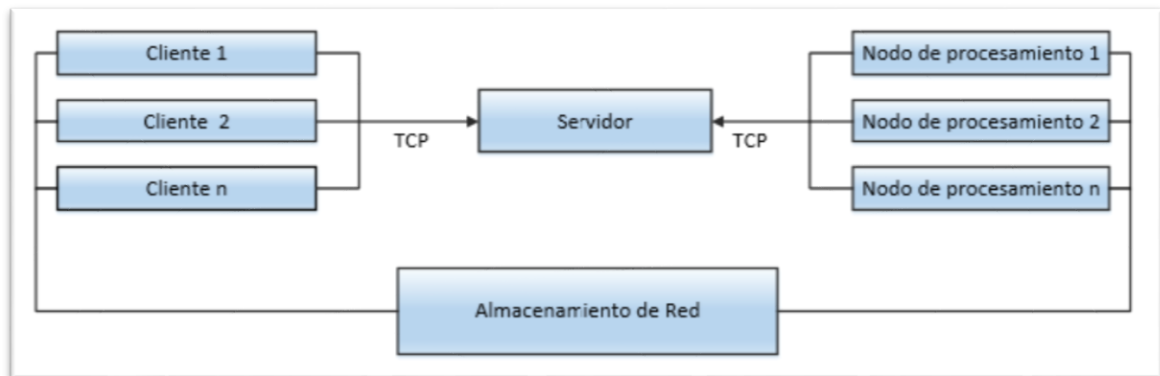 Cliente 1
Nodo de procesamiento 1
Cliente 2
Servidor
Nodo de procesamiento 2
TCP
TCP
Cliente n
Nodo de procesamiento n
Almacenamiento de Red